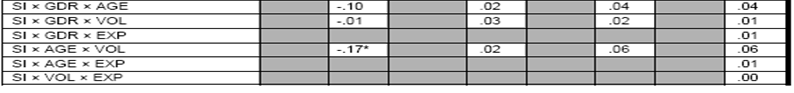 SI × GDR × AGE -.10 .02 .04 .04
SI × GDR × VOL -.01 .03 .02 .01
SI × GDR × EXP .01
SI × AGE × VOL -.17* .02 .06 .06
SI × AGE × EXP .01
SI × VOL × EXP .00